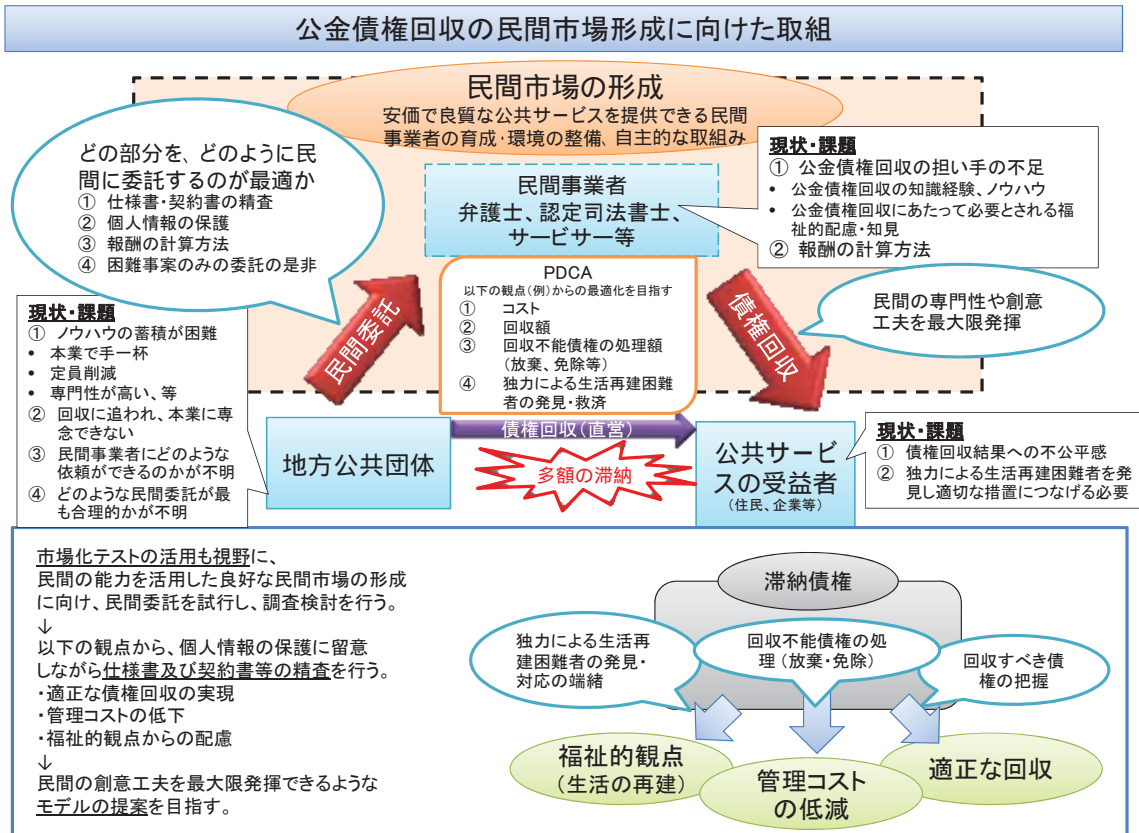 公金債権回収の民間市場形成に向けた取組
民間市場の形成
安価で良質な公共サービスを提供できる民間
事業者の育成・環境の整備、自主的な取組み
どの部分を、どのように民
間に委託するのが最適か
① 仕様書・契約書の精査
② 個人情報の保護
③ 報酬の計算方法
④ 困難事案のみの委託の是非
民間事業者
弁護士、認定司法書士、
サービサー等
現状・課題
① 公金債権回収の担い手の不足
• 公金債権回収の知識経験、ノウハウ
• 公金債権回収にあたって必要とされる福
祉的配慮・知見
② 報酬の計算方法
民間委託
PDCA
以下の観点(例)からの最適化を目指す
① コスト
② 回収額
③ 回収不能債権の処理額
(放棄、免除等)
④ 独力による生活再建困難
者の発見・救済
債権回収
民間の専門性や創意
工夫を最大限発揮
現状・課題
① ノウハウの蓄積が困難
• 本業で手一杯
• 定員削減
• 専門性が高い、等
② 回収に追われ、本業に専
念できない
③ 民間事業者にどのような
依頼ができるのかが不明
④ どのような民間委託が最
も合理的かが不明
地方公共団体
債権回収(直営)
多額の滞納
公共サービ
スの受益者
(住民、企業等)
現状・課題
① 債権回収結果への不公平感
② 独力による生活再建困難者を発
見し適切な措置につなげる必要
市場化テストの活用も視野に、
民間の能力を活用した良好な民間市場の形成
に向け、民間委託を試行し、調査検討を行う。
↓
以下の観点から、個人情報の保護に留意
しながら仕様書及び契約書等の精査を行う。
・適正な債権回収の実現
・管理コストの低下
・福祉的観点からの配慮
↓
民間の創意工夫を最大限発揮できるような
モデルの提案を目指す。
滞納債権
独力による生活再
建困難者の発見・
対応の端緒
回収不能債権の処
理(放棄・免除)
回収すべき債
権の把握
福祉的観点
(生活の再建)
管理コスト
の低減
適正な回収